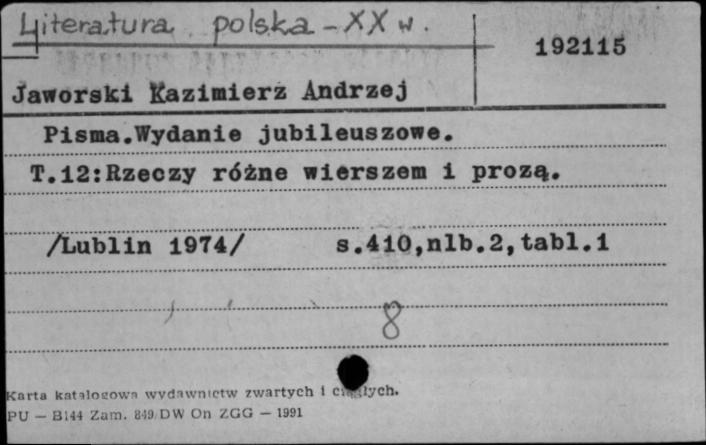 Literatura polska - XX w.
192115
Jaworski Kazimierz Andrzej
Pisma.Wydanie jubileuszowe.
T.12:Rzeczy różne wierszem i prozą.
/Lublin 1974/ s.410,nlb.2,tabl.1
8
Karta katalogowa wydawnictw zwartych i ciągłych.
PU — B144 Zam. 849/DW On ZGG — 1991